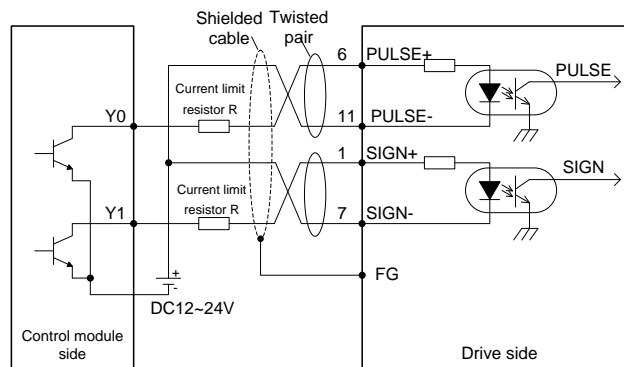 Shielded
cable
Twisted
pair
6 PULSE+
PULSE
Current limit
resistor R
Y0
11 PULSE-
1 SIGN+
SIGN
Current limit
resistor R
Y1
7 SIGN-
+
-
FG
DC12~24V
Control module
side
Drive side